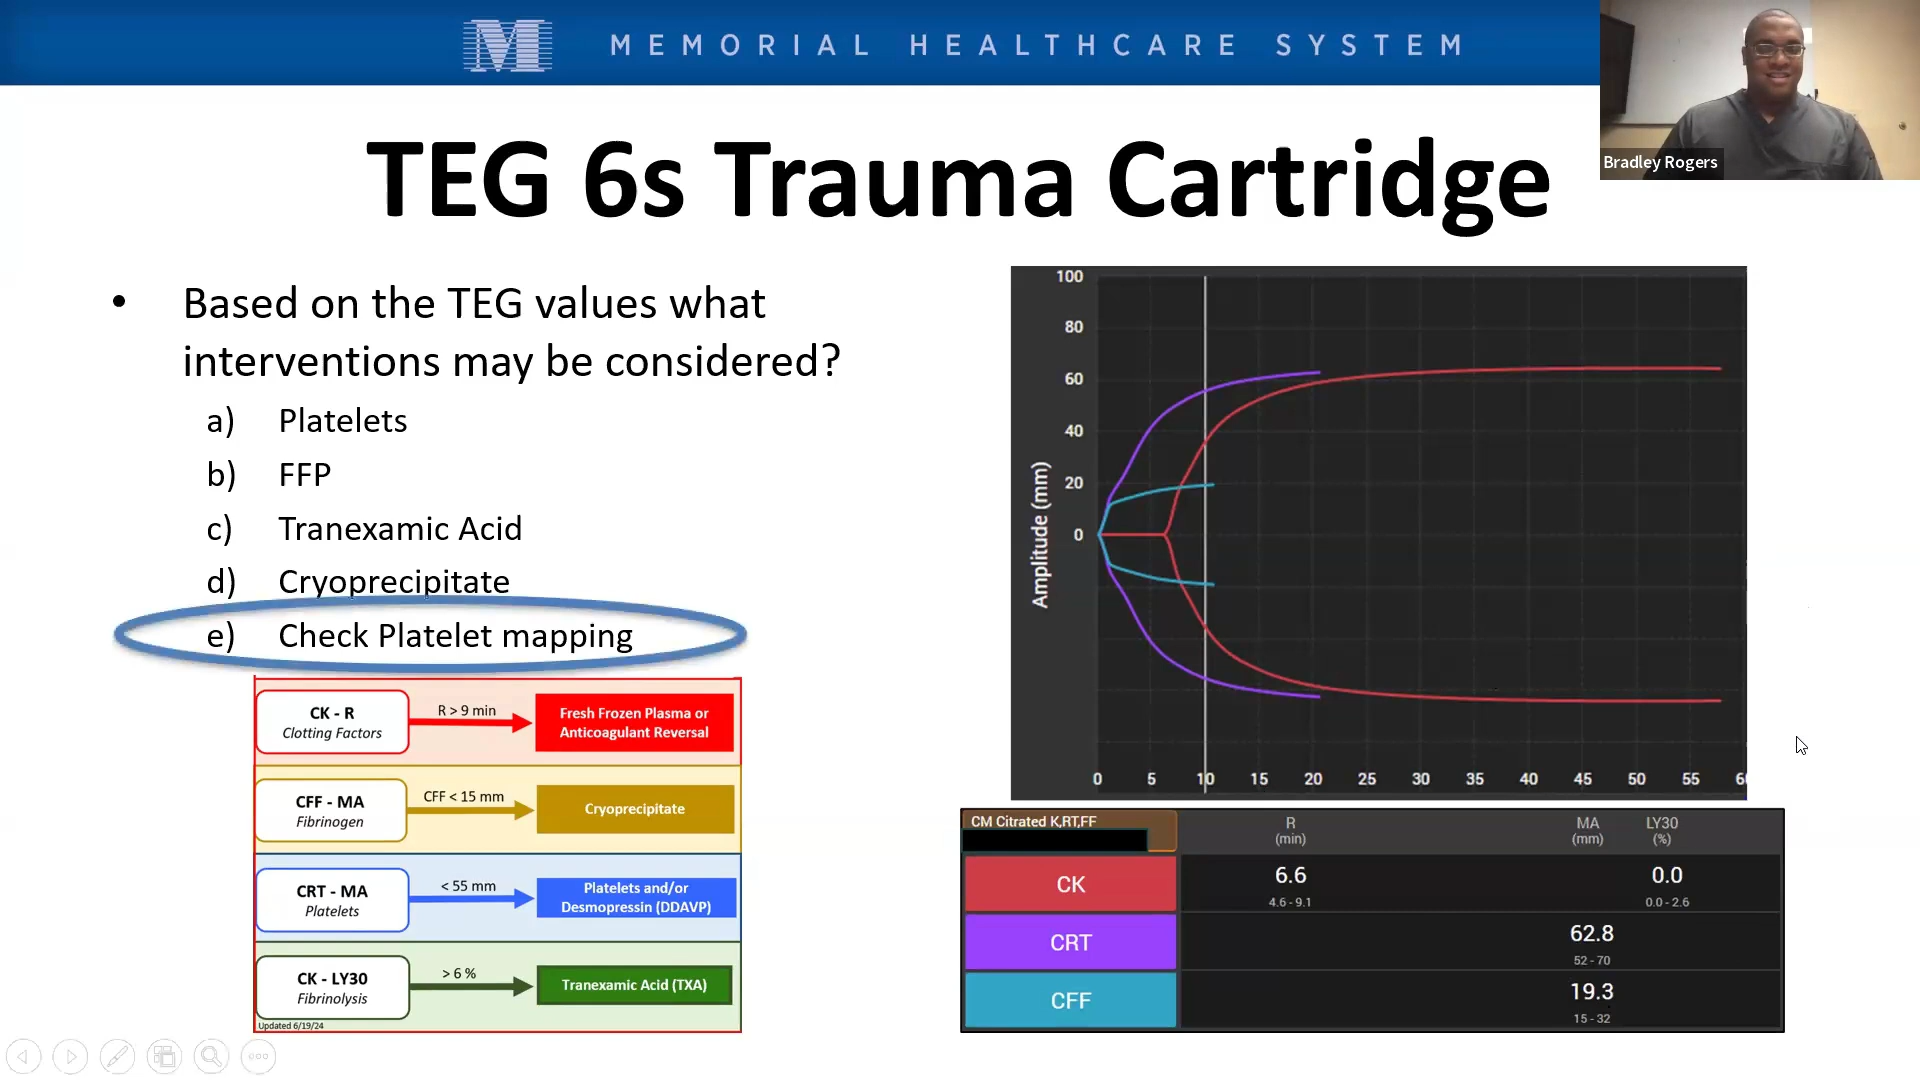 MEMORIAL HEALTHCARE SYSTEM
Bradley Rogers
TEG 6s Trauma Cartridge
• Based on the TEG values what
interventions may be considered?
a) Platelets
b) FFP
c) Tranexamic Acid
d) Cryoprecipitate
e) Check Platelet mapping
CK - R
Clotting Factors
R > 9 min
Fresh Frozen Plasma or
Anticoagulant Reversal
CFF - MA
Fibrinogen
CFF < 15 mm
Cryoprecipitate
CRT - MA
Platelets
< 55 mm
Platelets and/or
Desmopressin (DDAVP)
CK - LY30
Fibrinolysis
> 6 %
Tranexamic Acid (TXA)
Updated 6/19/24
Amplitude (mm)
100
80
60
40
20
0
0 5 10 15 20 25 30 35 40 45 50 55
CM Citrated K,RT,FF
R
(min)
MA
(mm)
LY30
(%)
CK
6.6
4.6 - 9.1
0.0
0.0 - 2.6
CRT
62.8
52 - 70
CFF
19.3
15 - 32